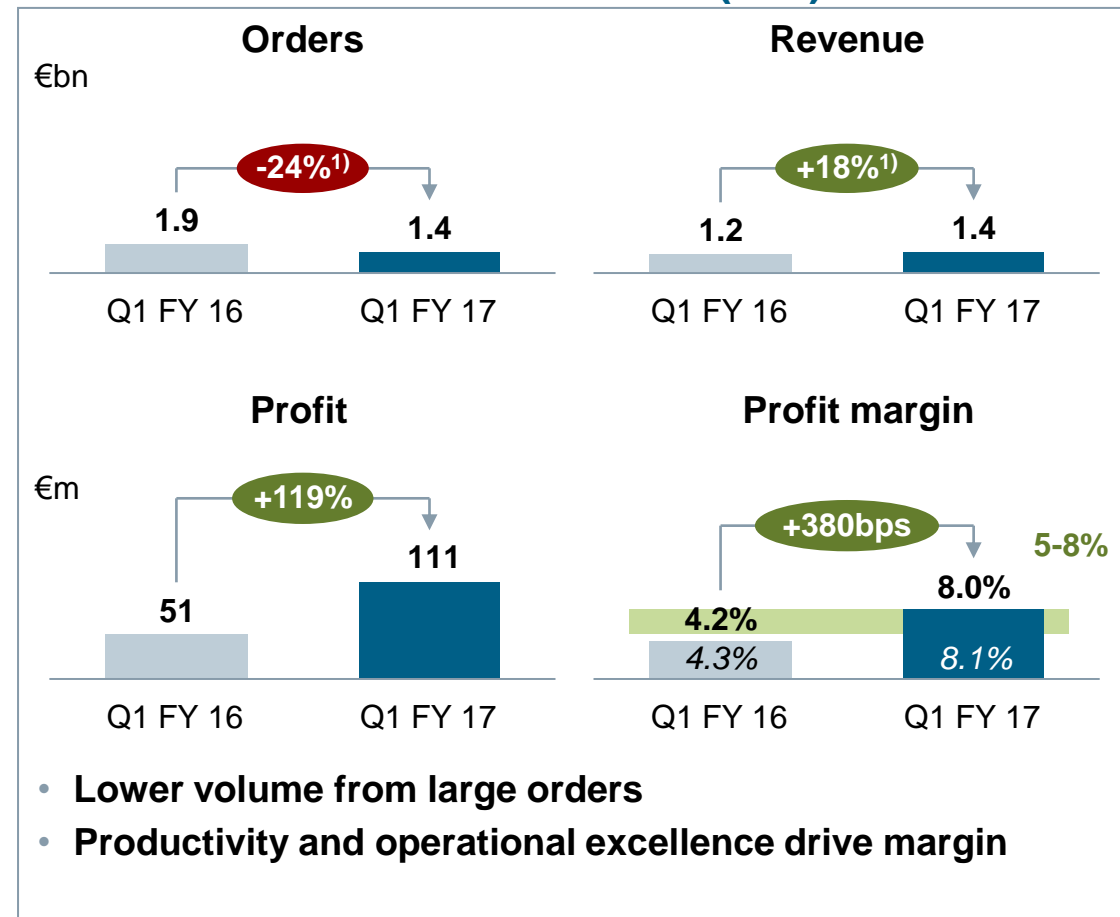 Orders
Revenue
€bn
-24%1)
+18%1)
1.9
1.4
1.2
1.4
Q1 FY 16
Q1 FY 17
Q1 FY 16
Q1 FY 17
Profit
Profit margin
€m
+119%
+380bps
5-8%
51
111
4.2%
8.0%
4.3%
8.1%
Q1 FY 16
Q1 FY 17
Q1 FY 16
Q1 FY 17
• Lower volume from large orders
• Productivity and operational excellence drive margin